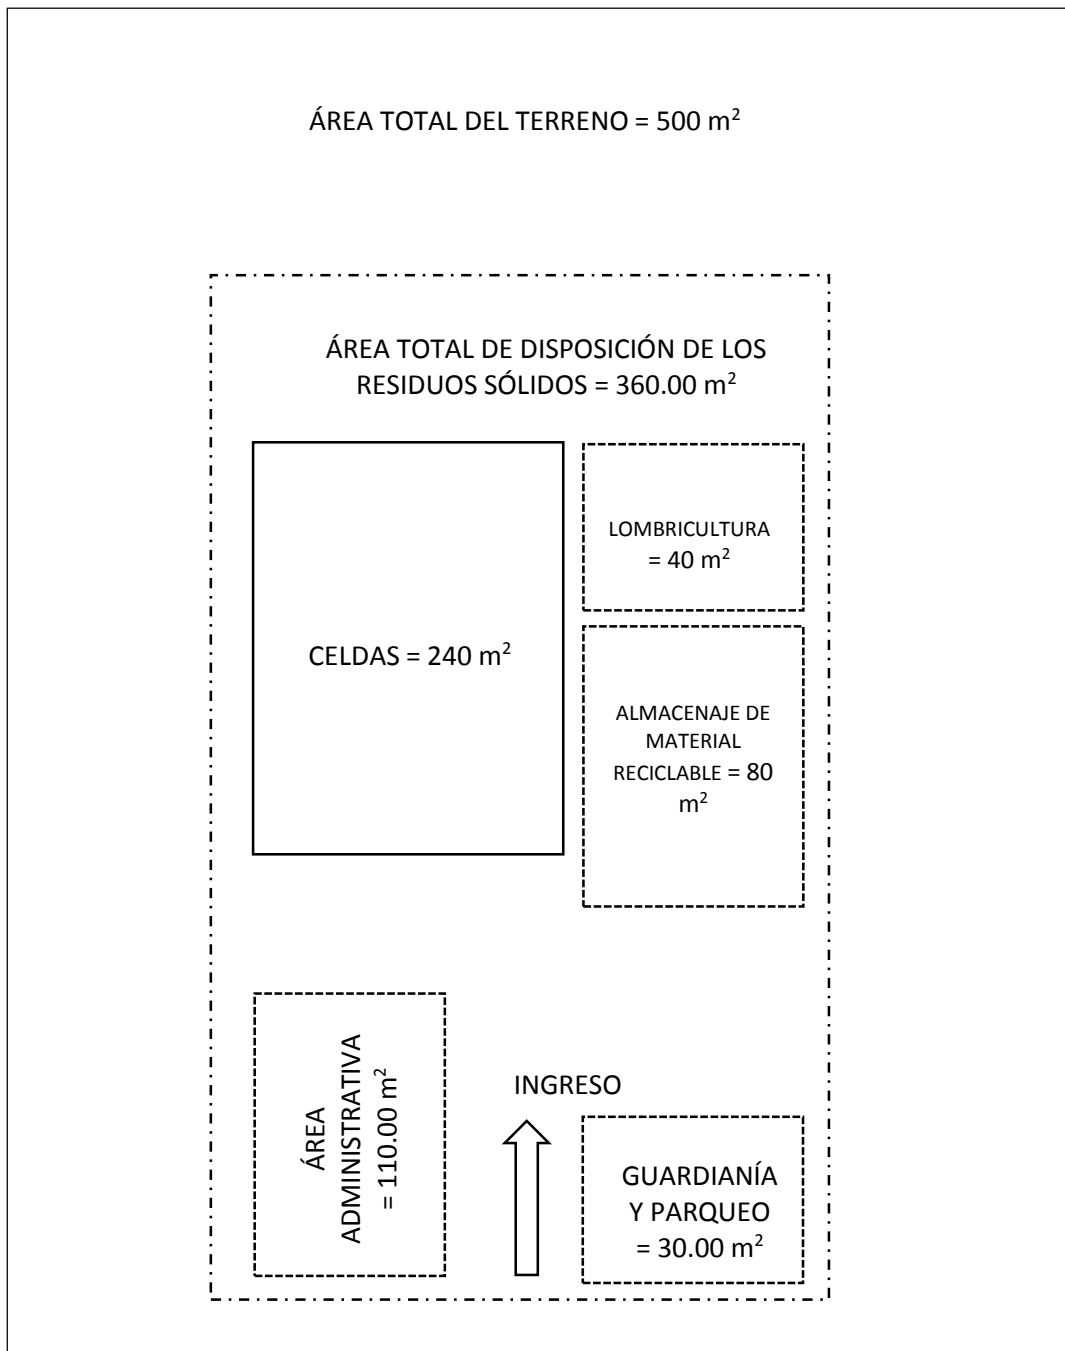 ÁREA TOTAL DEL TERRENO = 500 m²
ÁREA TOTAL DE DISPOSICIÓN DE LOS
RESIDUOS SÓLIDOS = 360.00 m²
LOMBRICULTURA
= 40 m²
CELDAS = 240 m²
ALMACENAJE DE
MATERIAL
RECICLABLE = 80
m²
ÁREA
ADMINISTRATIVA
= 110.00 m²
INGRESO
GUARDIANÍA
Y PARQUEO
= 30.00 m²